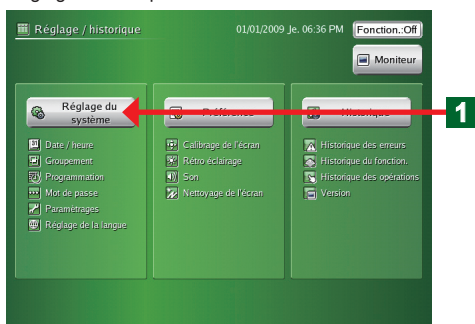 Réglage / historique
01/01/2009 Je. 06:36 PM
Fonction.:Off
Moniteur
Réglage du
système
Préférence
Historique
1
Date / heure
Groupement
Programmation
Mot de passe
Paramétrages
Réglage de la langue
Calibrage de l'écran
Rétro éclairage
Son
Nettoyage de l'écran
Historique des erreurs
Historique du fonction.
Historique des opérations
Version